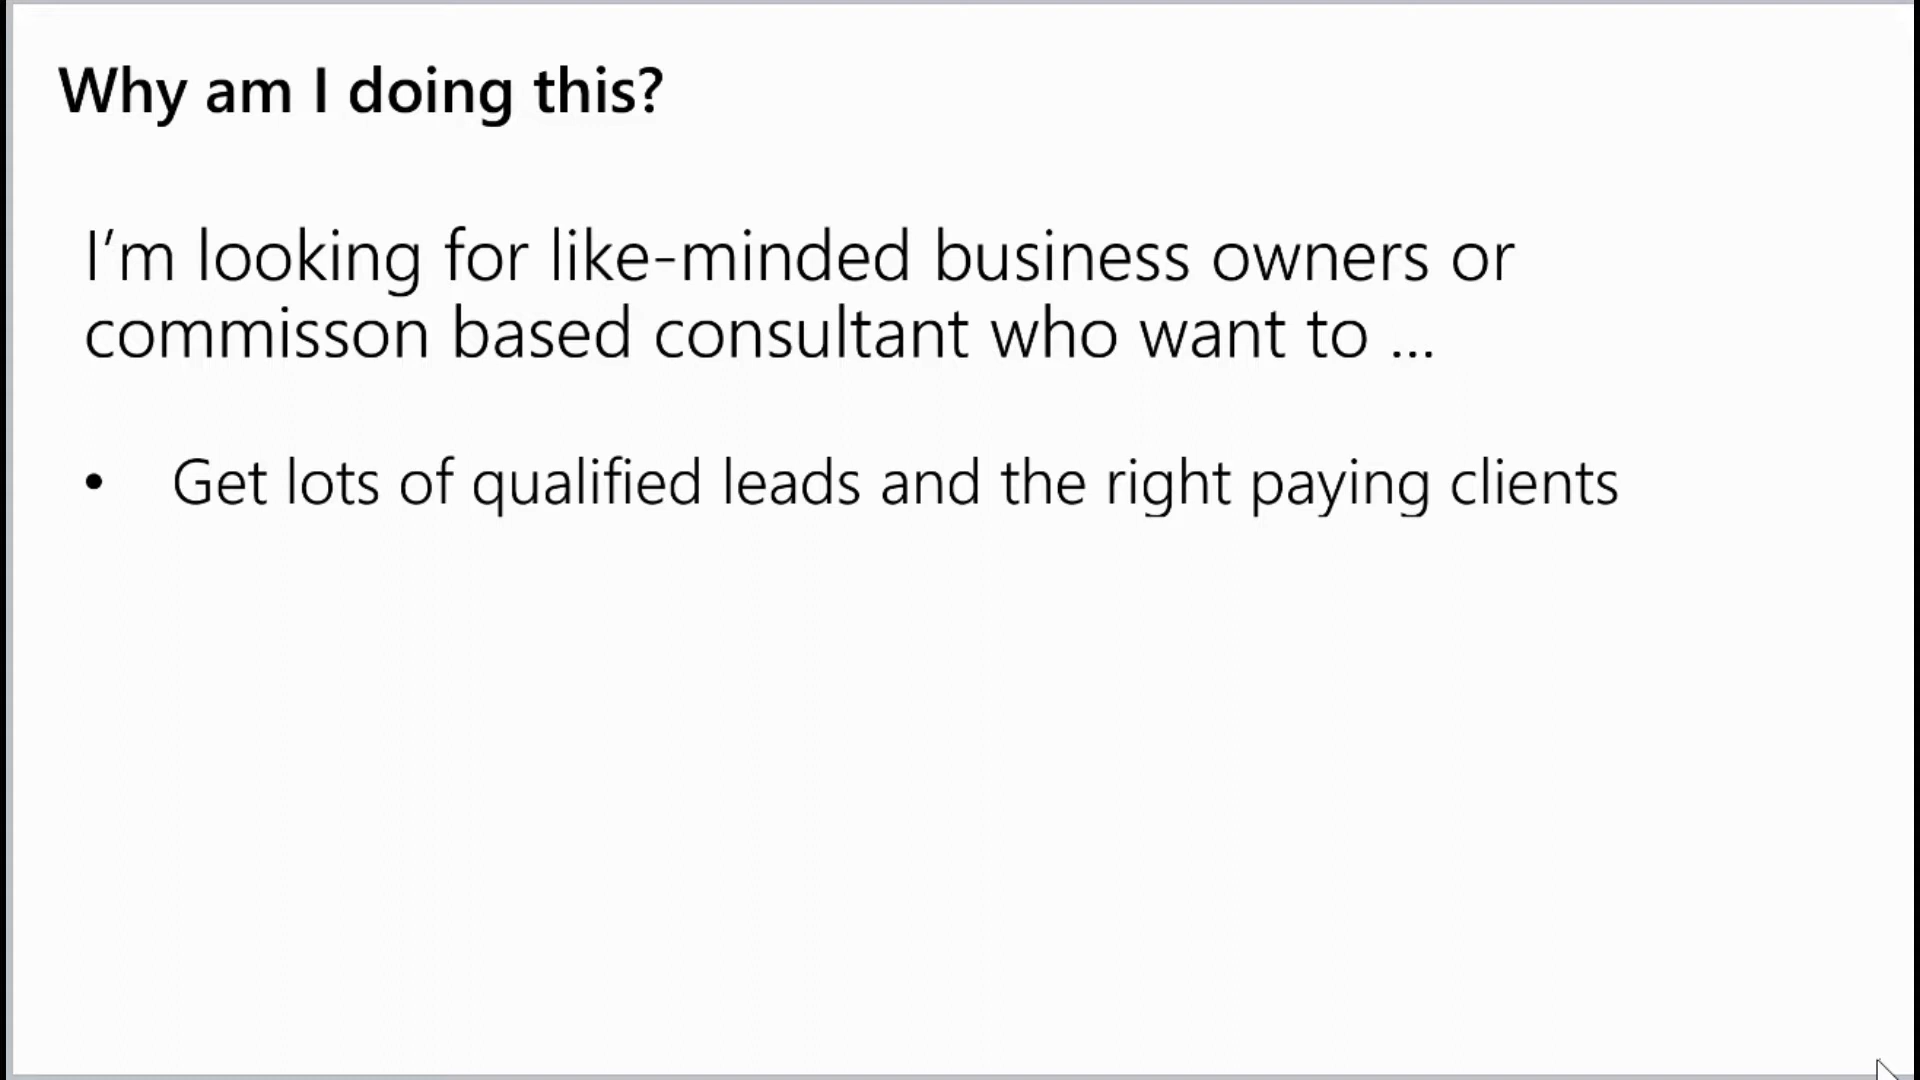 Why am I doing this?
I’m looking for like-minded business owners or
commisson based consultant who want to ...
• Get lots of qualified leads and the right paying clients